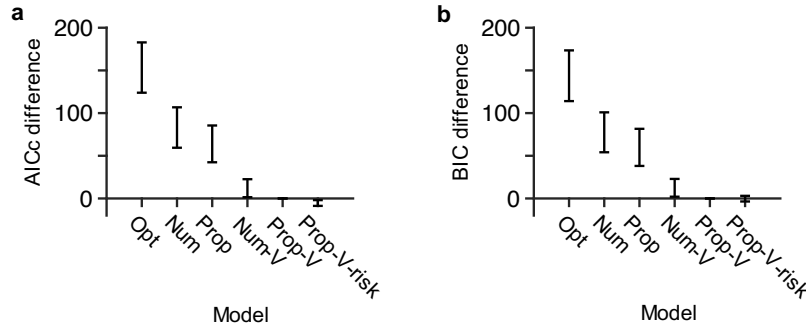 a
AICc difference
200
100
0
Opt
Num
Prop
Num-V
Prop-V
Prop-V-risk
Model
b
BIC difference
200
100
0
Opt
Num
Prop
Num-V
Prop-V
Prop-V-risk
Model